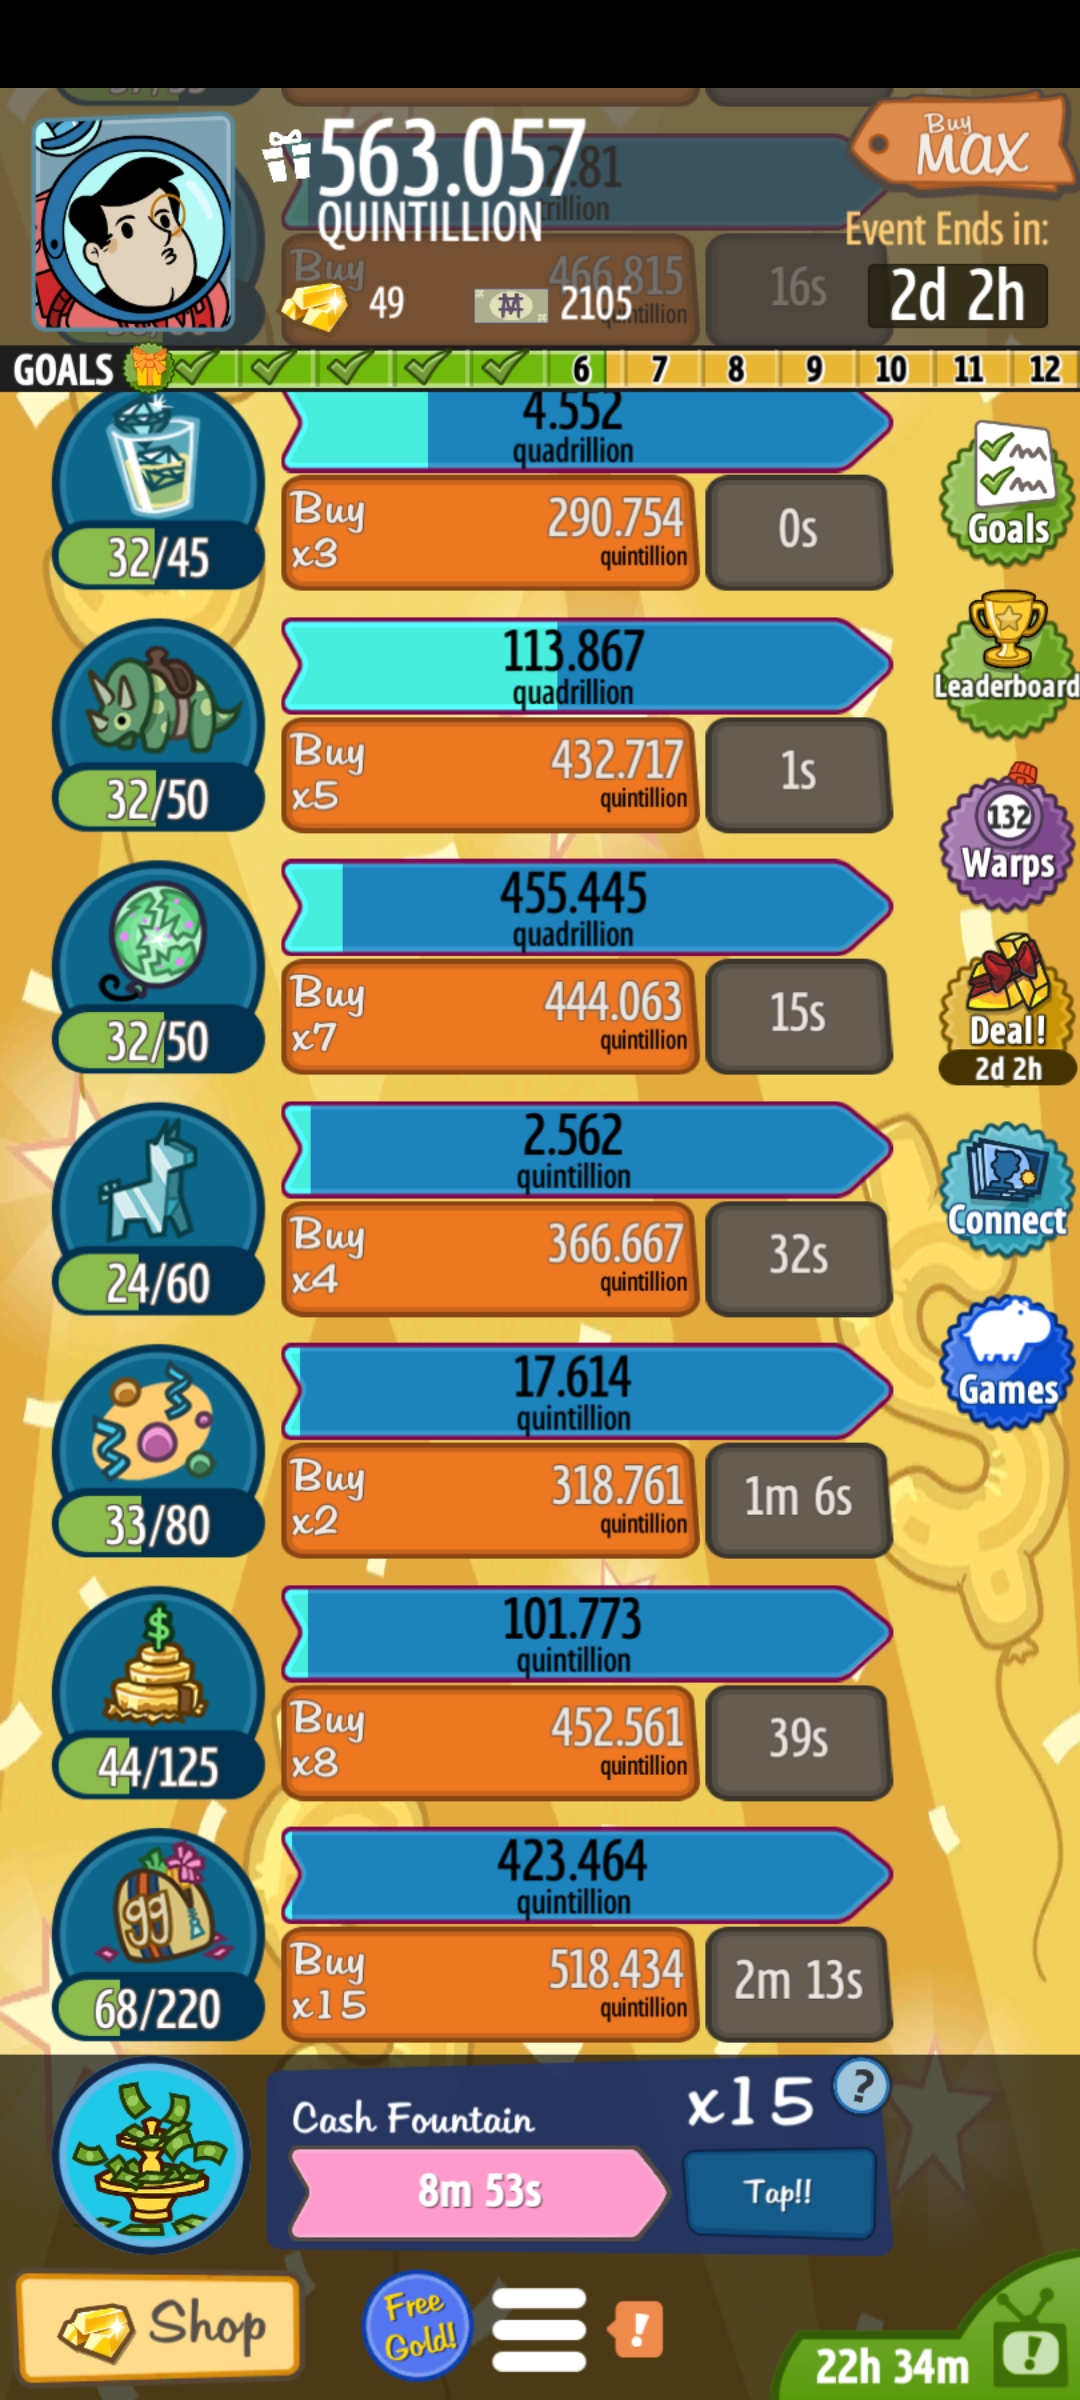 563.057
QUINTILLION
Buy
MAX
Event Ends in:
2d 2h
49
2105
Buy
466.815
16s
GOALS
6 7 8 9 10 11 12
4.552
quadrillion
32/45
Buy
x3
290.754
quintillion
0s
Goals
113.867
quadrillion
32/50
Buy
x5
432.717
quintillion
1s
Leaderboard
455.445
quadrillion
32/50
Buy
x7
444.063
quintillion
15s
132
Warps
Deal!
2d 2h
2.562
quintillion
24/60
Buy
x4
366.667
quintillion
32s
Connect
17.614
quintillion
33/80
Buy
x2
318.761
quintillion
1m 6s
Games
101.773
quintillion
$
44/125
Buy
x8
452.561
quintillion
39s
423.464
quintillion
99
68/220
Buy
x15
518.434
quintillion
2m 13s
Cash Fountain
x15
?
8m 53s
Tap!!
Shop
Free
Gold!
!
22h 34m
!